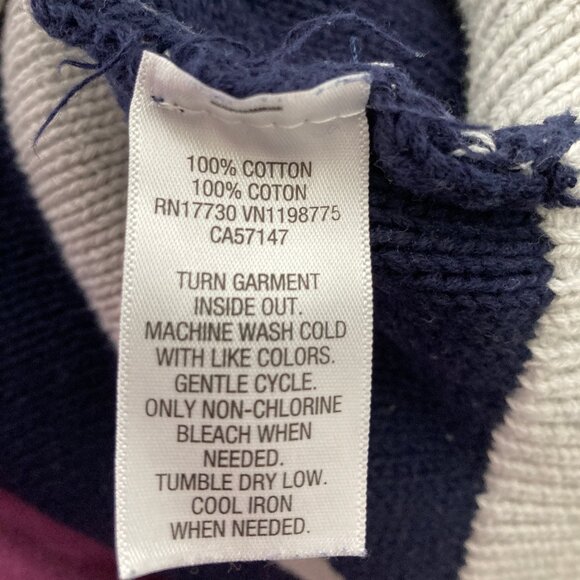 100% COTTON
100% COTON
RN17730 VN1198775
CA57147
TURN GARMENT
INSIDE OUT.
MACHINE WASH COLD
WITH LIKE COLORS.
GENTLE CYCLE.
ONLY NON-CHLORINE
BLEACH WHEN
NEEDED.
TUMBLE DRY LOW.
COOL IRON
WHEN NEEDED.